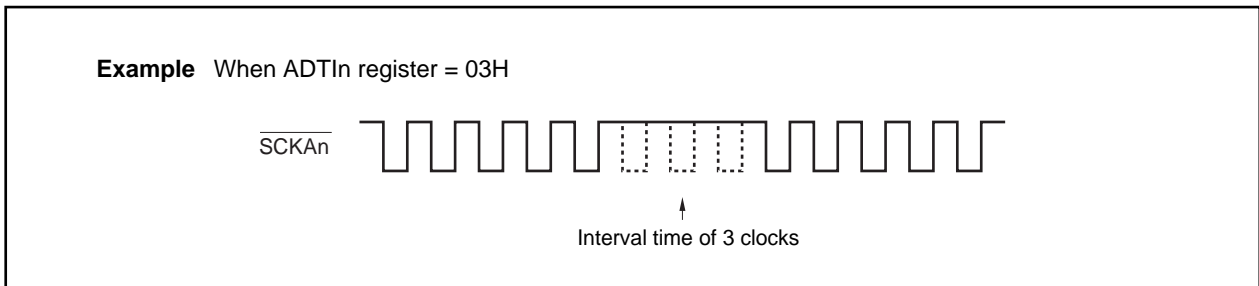 Example When ADTIn register = 03H
SCKAn
Interval time of 3 clocks